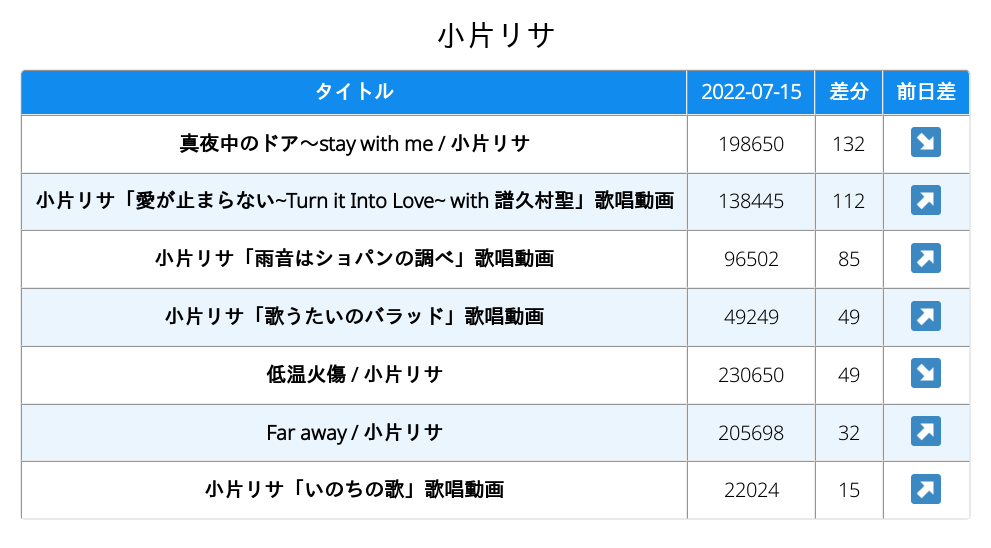 小片リサ
タイトル 2022-07-15 差分 前日差
真夜中のドア〜stay with me / 小片リサ 198650 132 ↘
小片リサ「愛が止まらない~Turn it Into Love~ with 譜久村聖」歌唱動画 138445 112 ↗
小片リサ「雨音はショパンの調べ」歌唱動画 96502 85 ↗
小片リサ「歌うたいのバラッド」歌唱動画 49249 49 ↗
低温火傷 / 小片リサ 230650 49 ↘
Far away / 小片リサ 205698 32 ↗
小片リサ「いのちの歌」歌唱動画 22024 15 ↗